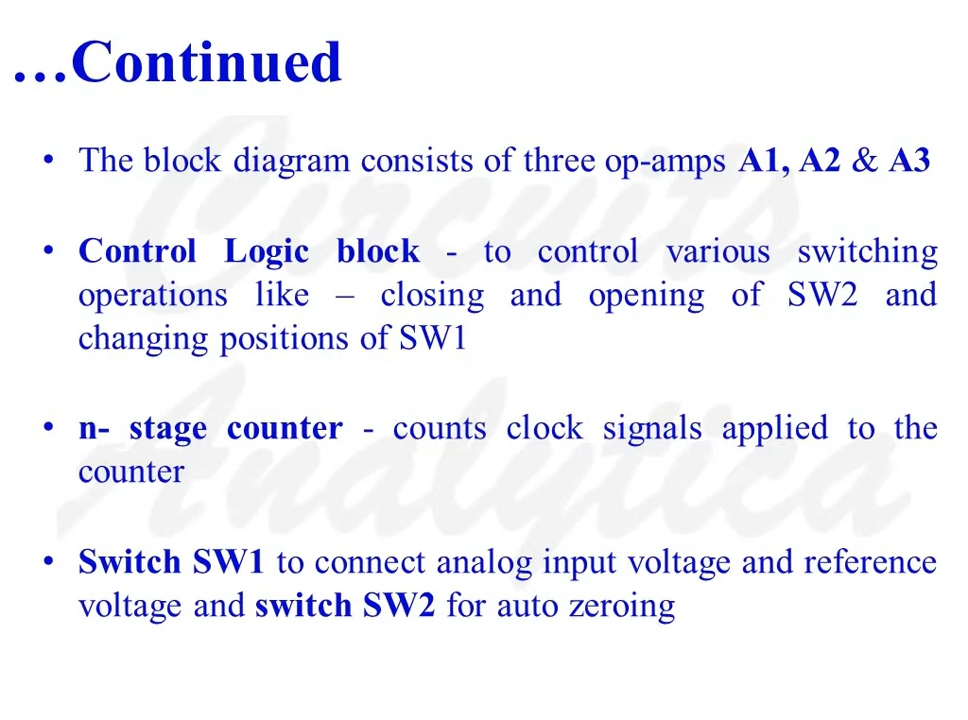 …Continued
• The block diagram consists of three op-amps A1, A2 & A3
• Control Logic block - to control various switching
operations like – closing and opening of SW2 and
changing positions of SW1
• n- stage counter - counts clock signals applied to the
counter
• Switch SW1 to connect analog input voltage and reference
voltage and switch SW2 for auto zeroing
Circuits
Analytica